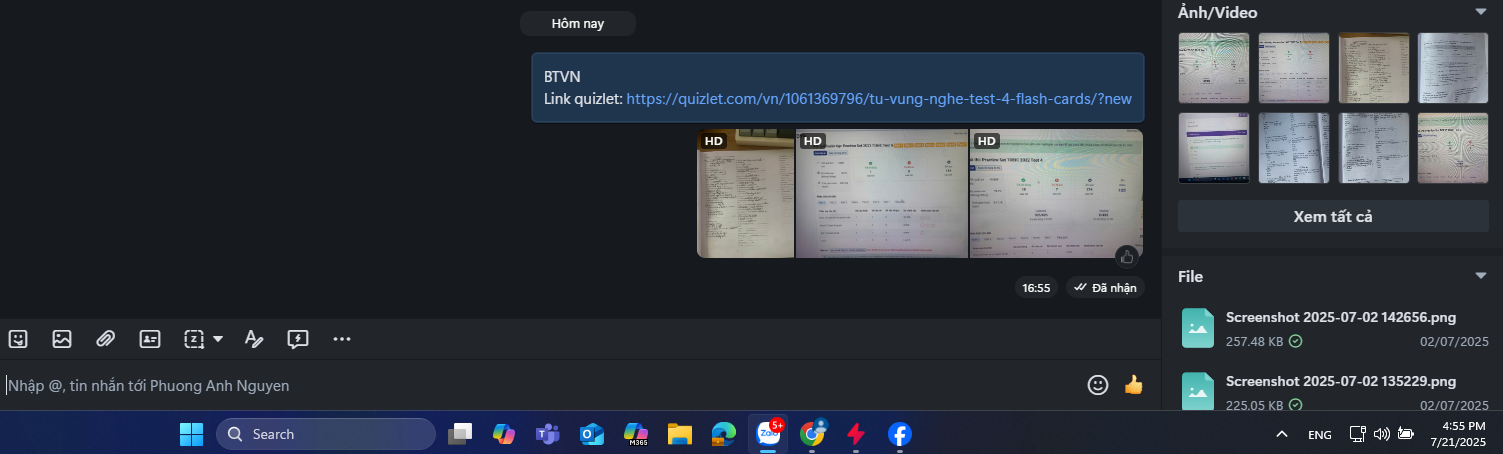 Hôm nay
BTVN
Link quizlet: https://quizlet.com/vn/1061369796/tu-vung-nghe-test-4-flash-cards/?new
HD
HD
HD
16:55
Đã nhận
Nhập @, tin nhắn tới Phuong Anh Nguyen
Ảnh/Video
Xem tất cả
File
Screenshot 2025-07-02 142656.png
257.48 KB
02/07/2025
Screenshot 2025-07-02 135229.png
225.05 KB
02/07/2025
Search
M365
Zalo
5+
ENG
4:55 PM
7/21/2025